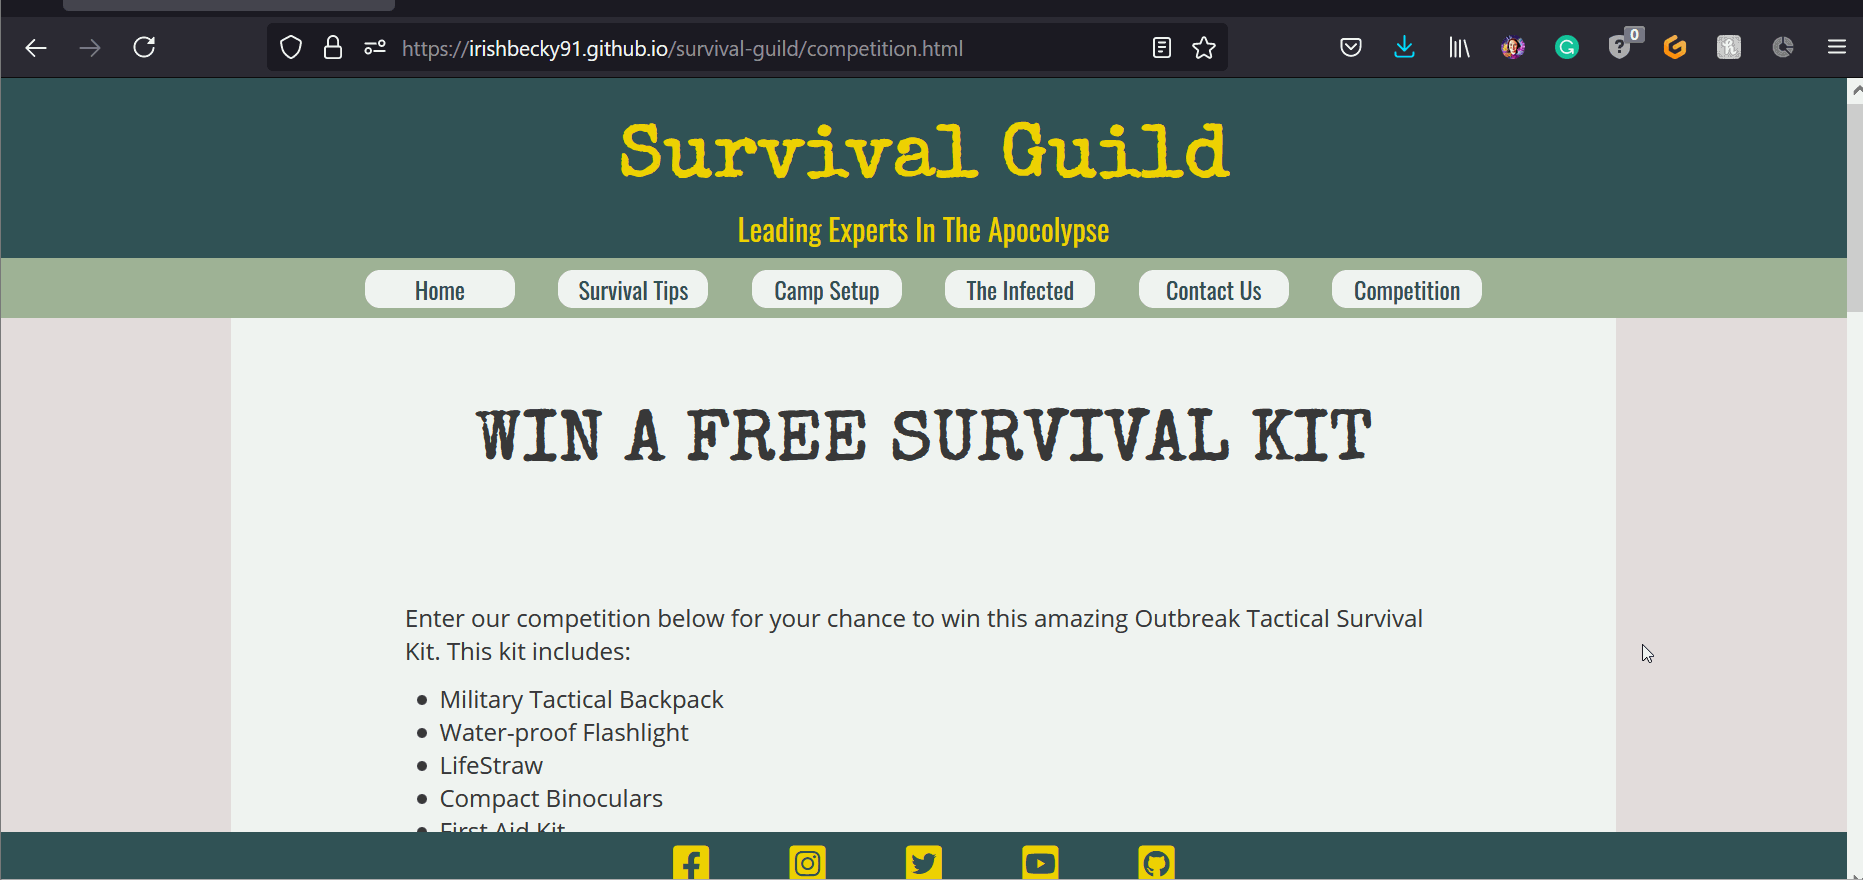 https://irishbecky91.github.io/survival-guild/competition.html
0
Survival Guild
Leading Experts In The Apocolypse
Home Survival Tips Camp Setup The Infected Contact Us Competition
WIN A FREE SURVIVAL KIT
Enter our competition below for your chance to win this amazing Outbreak Tactical Survival
Kit. This kit includes:
Military Tactical Backpack
Water-proof Flashlight
LifeStraw
Compact Binoculars
First Aid Kit